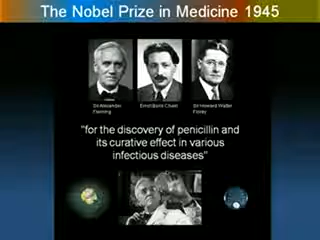 The Nobel Prize in Medicine 1945
Sir Alexander
Fleming
Ernst Boris Chain
Sir Howard Walter
Florey
"for the discovery of penicillin and
its curative effect in various
infectious diseases"